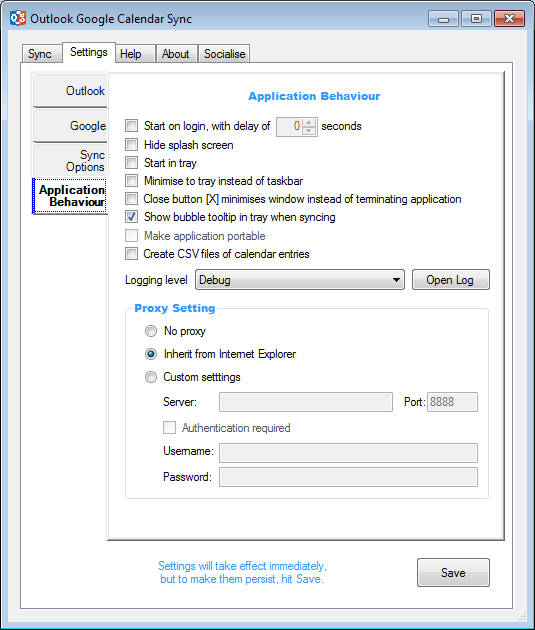 Outlook Google Calendar Sync
Sync Settings Help About Socialise
Outlook
Google
Sync
Options
Application
Behaviour
Application Behaviour
Start on login, with delay of 0 seconds
Hide splash screen
Start in tray
Minimise to tray instead of taskbar
Close button [X] minimises window instead of terminating application
Show bubble tooltip in tray when syncing
Make application portable
Create CSV files of calendar entries
Logging level Debug Open Log
Proxy Setting
No proxy
Inherit from Internet Explorer
Custom setttings
Server: Port: 8888
Authentication required
Username:
Password:
Settings will take effect immediately,
but to make them persist, hit Save.
Save